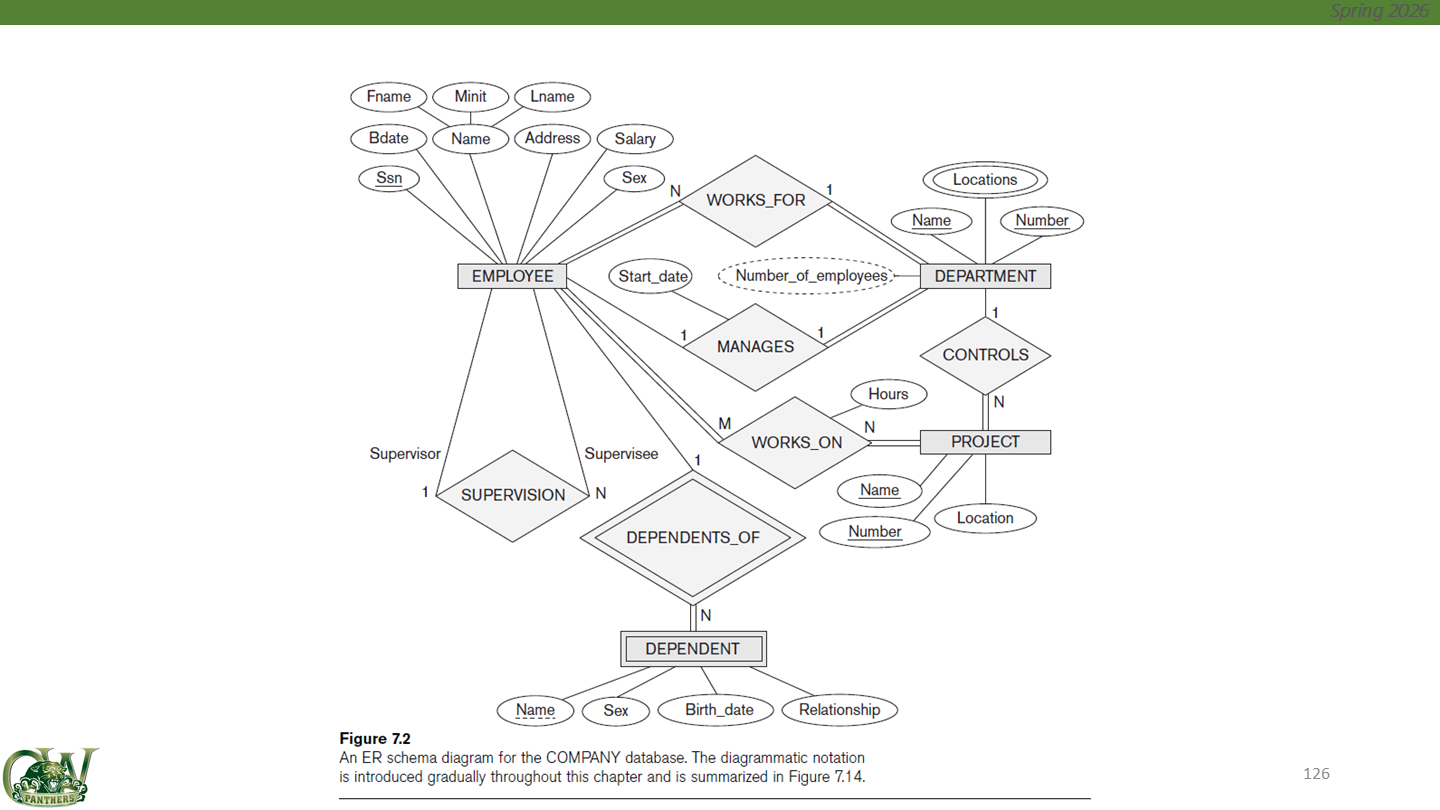 Spring 2026
Fname Minit Lname
Bdate Name Address Salary
Ssn Sex
N WORKS_FOR 1
Locations
Name Number
EMPLOYEE Start_date Number_of_employees DEPARTMENT
1 MANAGES 1
1
CONTROLS
N
Hours
M WORKS_ON N PROJECT
Supervisor Supervisee
1 SUPERVISION N
1
Name
Number Location
DEPENDENTS_OF
N
DEPENDENT
Name Sex Birth_date Relationship
Figure 7.2
An ER schema diagram for the COMPANY database. The diagrammatic notation
is introduced gradually throughout this chapter and is summarized in Figure 7.14.
126
OW
PANTHERS